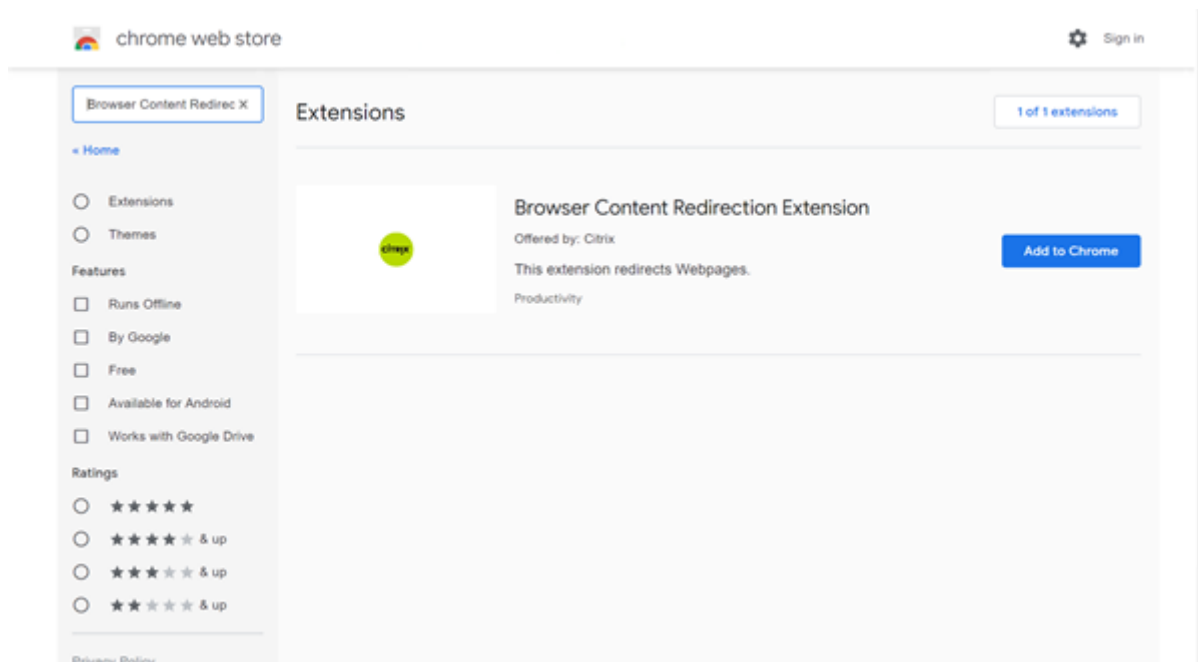 chrome web store
Sign in
Browser Content Redirec ×
« Home
Extensions
Themes
Features
Runs Offline
By Google
Free
Available for Android
Works with Google Drive
Ratings
& up
& up
& up
Privacy Policy
Extensions
1 of 1 extensions
citrix
Browser Content Redirection Extension
Offered by: Citrix
This extension redirects Webpages.
Productivity
Add to Chrome